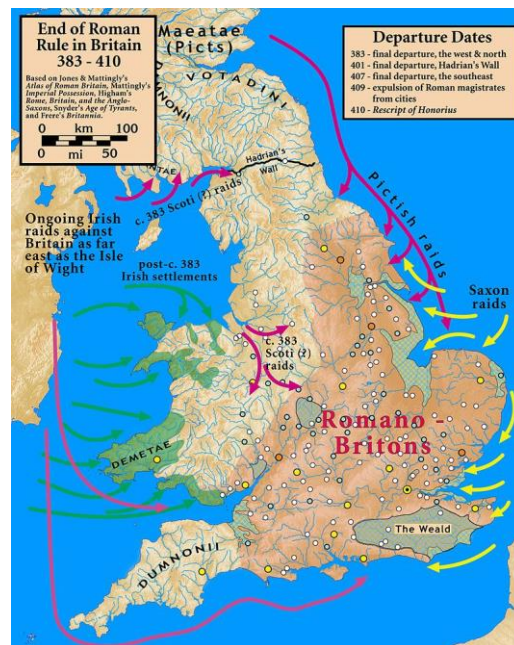 End of Roman
Rule in Britain
383 - 410
Based on Jones & Mattingly's
Atlas of Roman Britain, Mattingly's
Imperial Possession, Higham's
Rome, Britain, and the Anglo-
Saxons, Snyder's Age of Tyrants,
and Frere's Britannia.
0 km 100
0 mi 50
Departure Dates
383 - final departure, the west & north
401 - final departure, Hadrian's Wall
407 - final departure, the southeast
409 - expulsion of Roman magistrates
from cities
410 - Rescript of Honorius
Maeatae
(Picts)
VOTADINI
DUMNONII
Hadrian's
Wall
c. 383 Scoti (?) raids
Pictish raids
Ongoing Irish
raids against
Britain as far
east as the Isle
of Wight
post-c. 383
Irish settlements
Saxon
raids
c. 383
Scoti (?)
raids
Romano -
Britons
DEMETAE
The Weald
DUMNONII